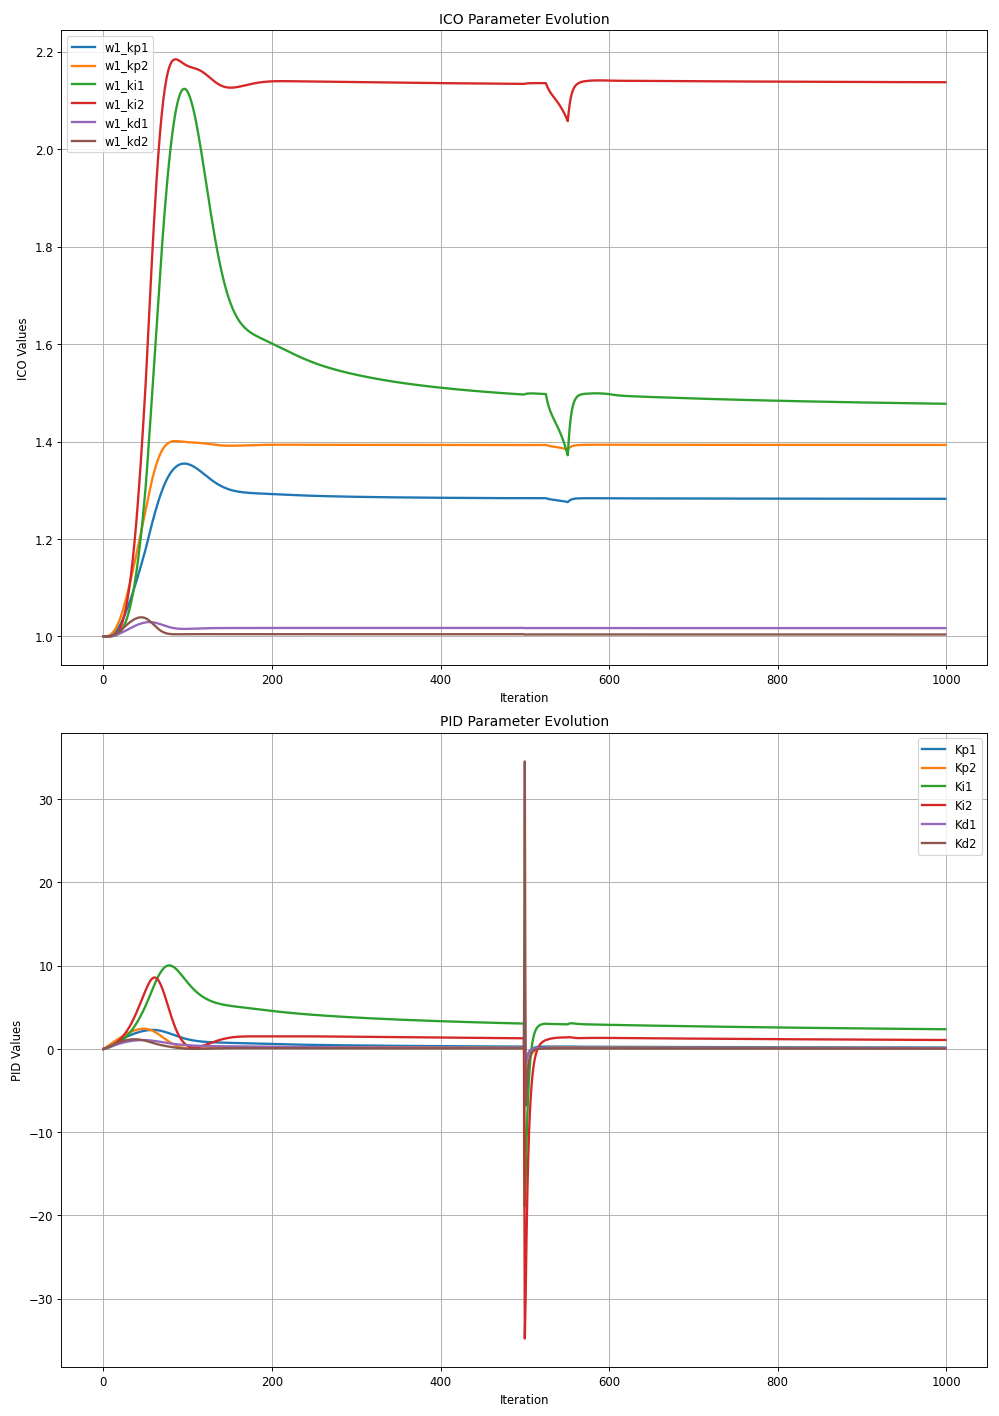 ICO Parameter Evolution
w1_kp1
w1_kp2
w1_ki1
w1_ki2
w1_kd1
w1_kd2
2.2
2.0
1.8
1.6
1.4
1.2
1.0
ICO Values
0 200 400 600 800 1000
Iteration
PID Parameter Evolution
Kp1
Kp2
Ki1
Ki2
Kd1
Kd2
30
20
10
0
−10
−20
−30
PID Values
0 200 400 600 800 1000
Iteration